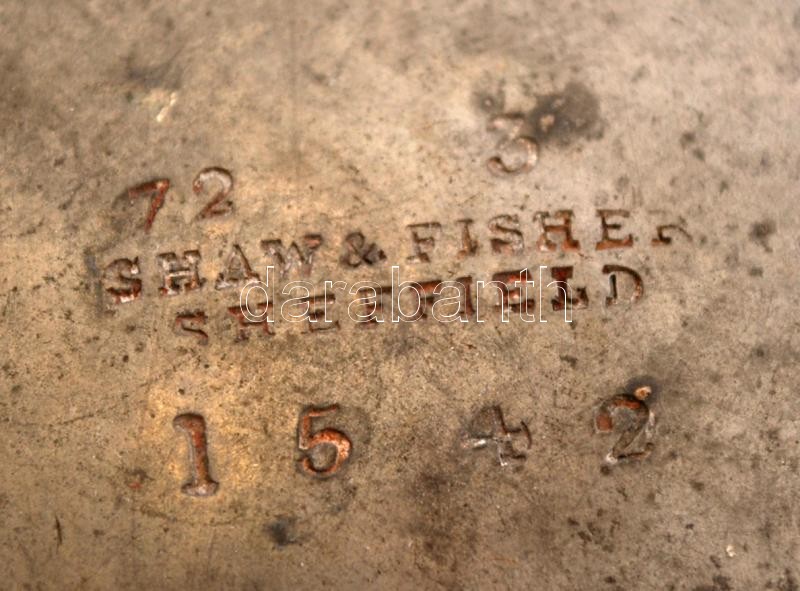 72 3
SHAW & FISHER
SHEFFIELD
darabanth
1542